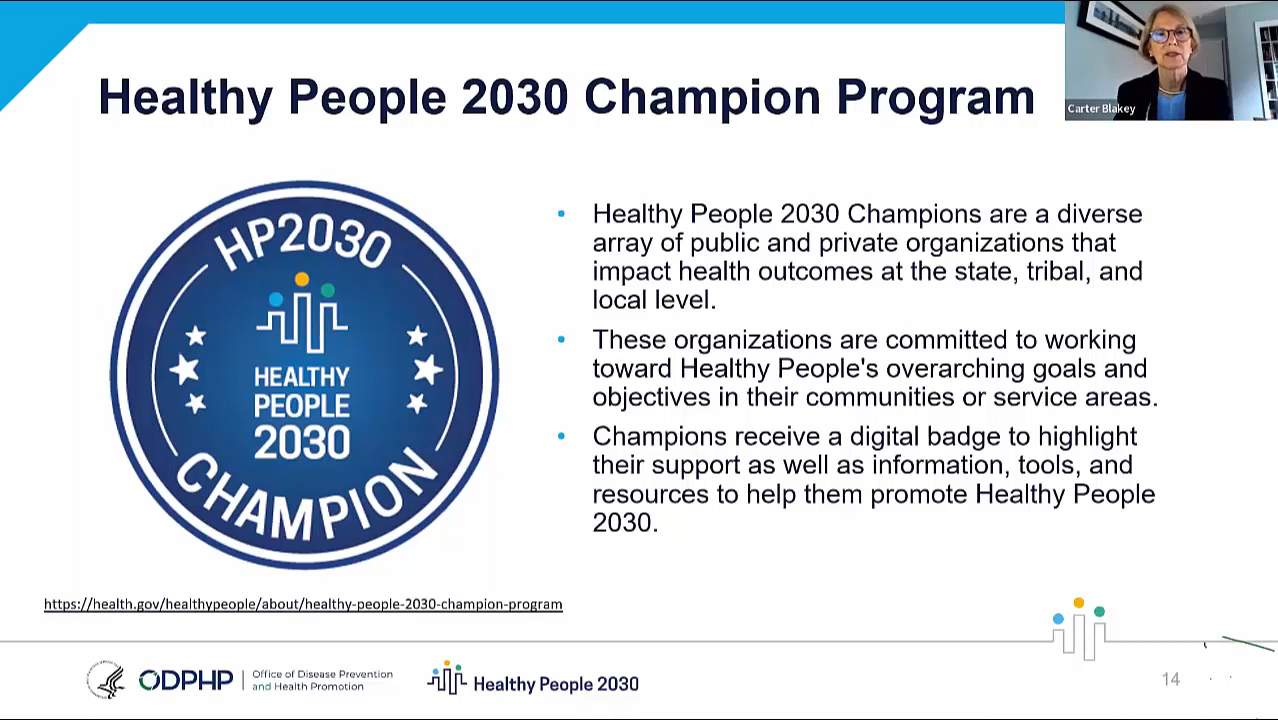 Healthy People 2030 Champion Program
Carter Blakey
HP2030
HEALTHY
PEOPLE
2030
CHAMPION
• Healthy People 2030 Champions are a diverse
array of public and private organizations that
impact health outcomes at the state, tribal, and
local level.
• These organizations are committed to working
toward Healthy People's overarching goals and
objectives in their communities or service areas.
• Champions receive a digital badge to highlight
their support as well as information, tools, and
resources to help them promote Healthy People
2030.
https://health.gov/healthypeople/about/healthy-people-2030-champion-program
ODPHP
Office of Disease Prevention
and Health Promotion
Healthy People 2030
14